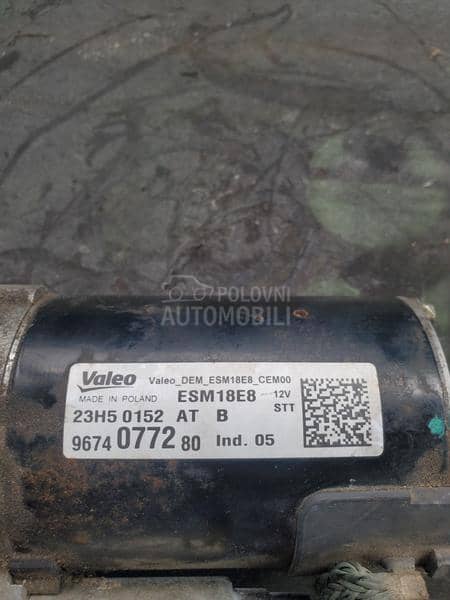 POLOVNI
AUTOMOBILI
Valeo Valeo_DEM_ESM18E8_CEM00
MADE IN POLAND ESM18E8 12V
23H5 0152 AT B STT
9674 0772 80 Ind. 05